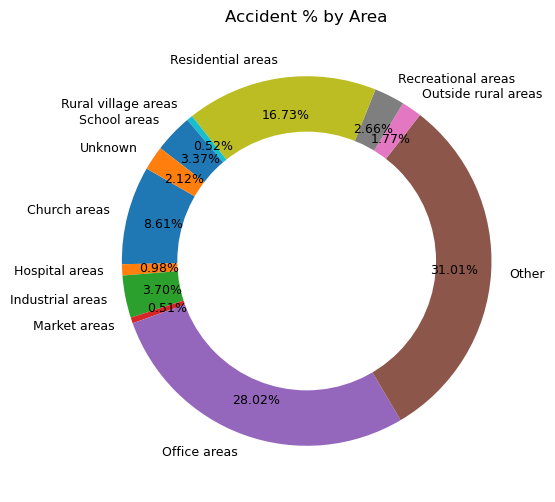 Accident % by Area
Residential areas
Recreational areas
Outside rural areas
Rural village areas
School areas
Unknown
Church areas
Hospital areas
Industrial areas
Market areas
Office areas
Other
16.73%
2.66%
1.77%
0.52%
3.37%
2.12%
8.61%
0.98%
3.70%
0.51%
28.02%
31.01%